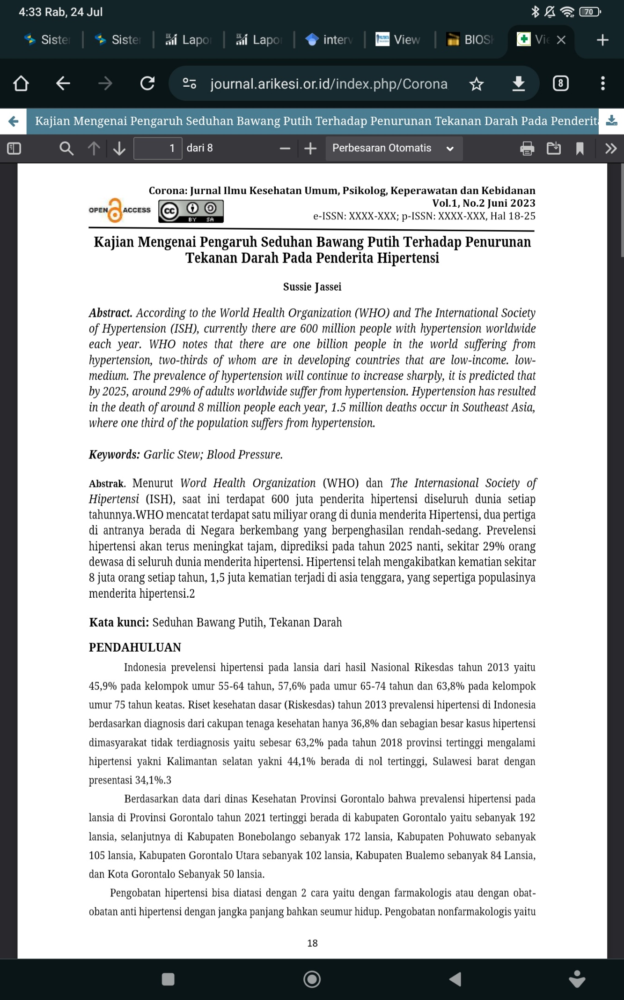 4:33 Rab, 24 Jul
70
Sister
Sister
EK Lapor
EK Lapor
interv
View
BIOSK
Vie
journal.arikesi.or.id/index.php/Corona
8
Kajian Mengenai Pengaruh Seduhan Bawang Putih Terhadap Penurunan Tekanan Darah Pada Penderita
1 dari 8
Perbesaran Otomatis
Corona: Jurnal Ilmu Kesehatan Umum, Psikolog, Keperawatan dan Kebidanan
Vol.1, No.2 Juni 2023
e-ISSN: XXXX-XXX; p-ISSN: XXXX-XXX, Hal 18-25
OPEN ACCESS
cc BY SA
Kajian Mengenai Pengaruh Seduhan Bawang Putih Terhadap Penurunan
Tekanan Darah Pada Penderita Hipertensi
Sussie Jassei
Abstract. According to the World Health Organization (WHO) and The International Society
of Hypertension (ISH), currently there are 600 million people with hypertension worldwide
each year. WHO notes that there are one billion people in the world suffering from
hypertension, two-thirds of whom are in developing countries that are low-income. low-
medium. The prevalence of hypertension will continue to increase sharply, it is predicted that
by 2025, around 29% of adults worldwide suffer from hypertension. Hypertension has resulted
in the death of around 8 million people each year, 1.5 million deaths occur in Southeast Asia,
where one third of the population suffers from hypertension.
Keywords: Garlic Stew; Blood Pressure.
Abstrak. Menurut Word Health Organization (WHO) dan The Internasional Society of
Hipertensi (ISH), saat ini terdapat 600 juta penderita hipertensi diseluruh dunia setiap
tahunnya.WHO mencatat terdapat satu miliyar orang di dunia menderita Hipertensi, dua pertiga
di antranya berada di Negara berkembang yang berpenghasilan rendah-sedang. Prevelensi
hipertensi akan terus meningkat tajam, diprediksi pada tahun 2025 nanti, sekitar 29% orang
dewasa di seluruh dunia menderita hipertensi. Hipertensi telah mengakibatkan kematian sekitar
8 juta orang setiap tahun, 1,5 juta kematian terjadi di asia tenggara, yang sepertiga populasinya
menderita hipertensi.2
Kata kunci: Seduhan Bawang Putih, Tekanan Darah
PENDAHULUAN
Indonesia prevelensi hipertensi pada lansia dari hasil Nasional Rikesdas tahun 2013 yaitu
45,9% pada kelompok umur 55-64 tahun, 57,6% pada umur 65-74 tahun dan 63,8% pada kelompok
umur 75 tahun keatas. Riset kesehatan dasar (Riskesdas) tahun 2013 prevalensi hipertensi di Indonesia
berdasarkan diagnosis dari cakupan tenaga kesehatan hanya 36,8% dan sebagian besar kasus hipertensi
dimasyarakat tidak terdiagnosis yaitu sebesar 63,2% pada tahun 2018 provinsi tertinggi mengalami
hipertensi yakni Kalimantan selatan yakni 44,1% berada di nol tertinggi, Sulawesi barat dengan
presentasi 34,1%.3
Berdasarkan data dari dinas Kesehatan Provinsi Gorontalo bahwa prevalensi hipertensi pada
lansia di Provinsi Gorontalo tahun 2021 tertinggi berada di kabupaten Gorontalo yaitu sebanyak 192
lansia, selanjutnya di Kabupaten Bonebolango sebanyak 172 lansia, Kabupaten Pohuwato sebanyak
105 lansia, Kabupaten Gorontalo Utara sebanyak 102 lansia, Kabupaten Bualemo sebanyak 84 Lansia,
dan Kota Gorontalo Sebanyak 50 lansia.
Pengobatan hipertensi bisa diatasi dengan 2 cara yaitu dengan farmakologis atau dengan obat-
obatan anti hipertensi dengan jangka panjang bahkan seumur hidup. Pengobatan nonfarmakologis yaitu
18